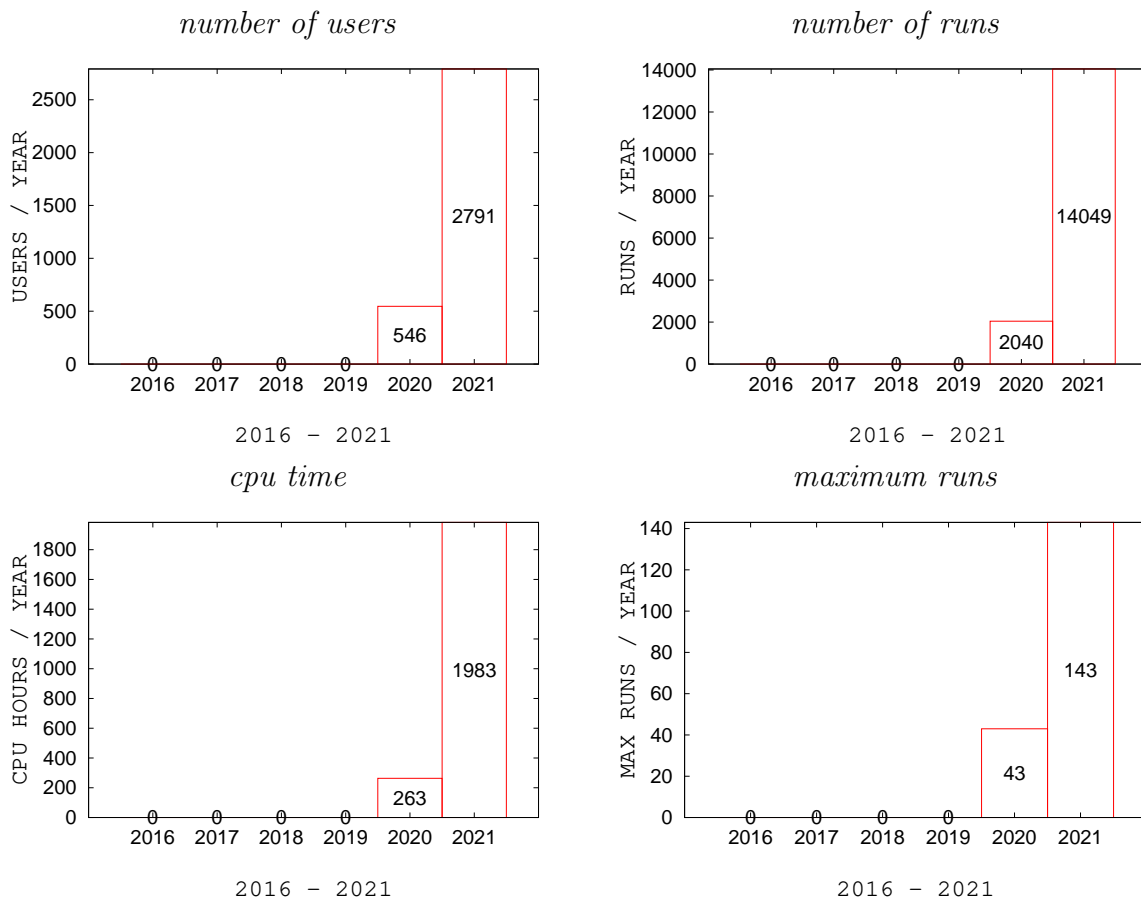 number of users
USERS / YEAR
2500
2000
1500
1000
500
0
0 0 0 0 546 2791
2016 2017 2018 2019 2020 2021
2016 – 2021
number of runs
RUNS / YEAR
14000
12000
10000
8000
6000
4000
2000
0
0 0 0 0 2040 14049
2016 2017 2018 2019 2020 2021
2016 – 2021
cpu time
CPU HOURS / YEAR
1800
1600
1400
1200
1000
800
600
400
200
0
0 0 0 0 263 1983
2016 2017 2018 2019 2020 2021
2016 – 2021
maximum runs
MAX RUNS / YEAR
140
120
100
80
60
40
20
0
0 0 0 0 43 143
2016 2017 2018 2019 2020 2021
2016 – 2021